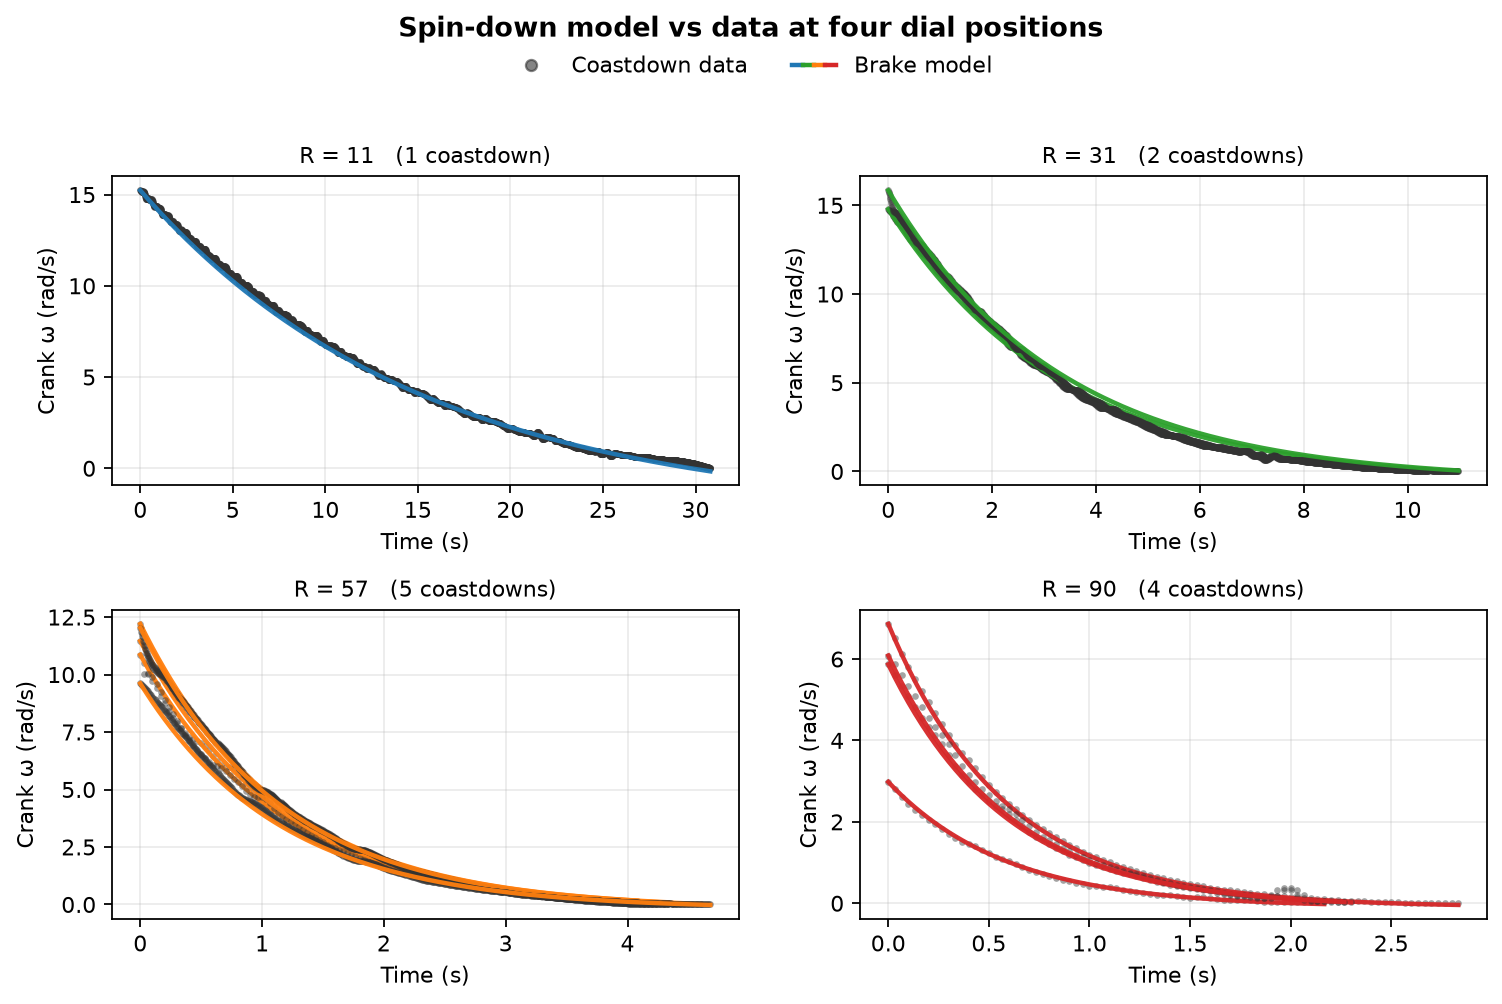 Spin-down model vs data at four dial positions
Coastdown data Brake model
R = 11 (1 coastdown)
15
10
5
0
Crank ω (rad/s)
0 5 10 15 20 25 30
Time (s)
R = 31 (2 coastdowns)
15
10
5
0
Crank ω (rad/s)
0 2 4 6 8 10
Time (s)
R = 57 (5 coastdowns)
12.5
10.0
7.5
5.0
2.5
0.0
Crank ω (rad/s)
0 1 2 3 4
Time (s)
R = 90 (4 coastdowns)
6
4
2
0
Crank ω (rad/s)
0.0 0.5 1.0 1.5 2.0 2.5
Time (s)